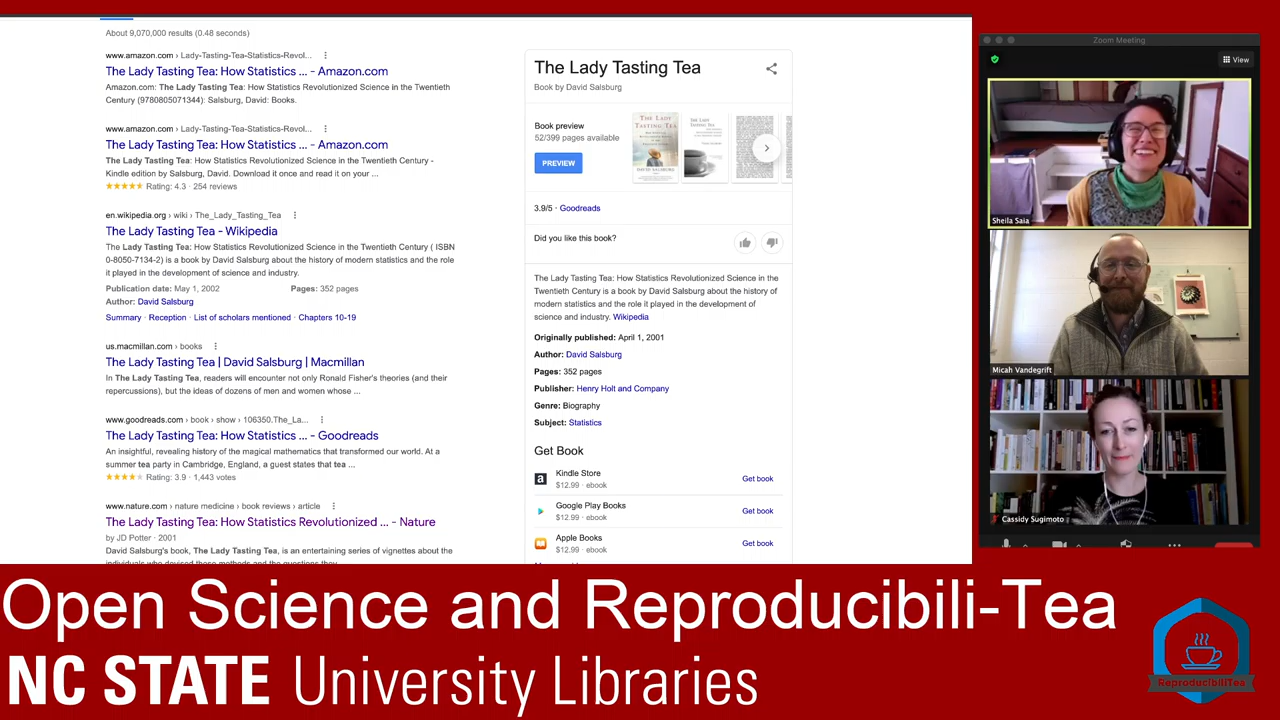 About 9,070,000 results (0.48 seconds)
www.amazon.com › Lady-Tasting-Tea-Statistics-Revol...
The Lady Tasting Tea: How Statistics ... - Amazon.com
Amazon.com: The Lady Tasting Tea: How Statistics Revolutionized Science in the Twentieth
Century (9780805071344): Salsburg, David: Books.
www.amazon.com › Lady-Tasting-Tea-Statistics-Revol...
The Lady Tasting Tea: How Statistics ... - Amazon.com
The Lady Tasting Tea: How Statistics Revolutionized Science in the Twentieth Century -
Kindle edition by Salsburg, David. Download it once and read it on your ...
Rating: 4.3 · 254 reviews
en.wikipedia.org › wiki › The_Lady_Tasting_Tea
The Lady Tasting Tea - Wikipedia
The Lady Tasting Tea: How Statistics Revolutionized Science in the Twentieth Century ( ISBN
0-8050-7134-2) is a book by David Salsburg about the history of modern statistics and the role
it played in the development of science and industry.
Publication date: May 1, 2002 Pages: 352 pages
Author: David Salsburg
Summary · Reception · List of scholars mentioned · Chapters 10-19
us.macmillan.com › books
The Lady Tasting Tea | David Salsburg | Macmillan
In The Lady Tasting Tea, readers will encounter not only Ronald Fisher's theories (and their
repercussions), but the ideas of dozens of men and women whose ...
www.goodreads.com › book › show › 106350.The_La...
The Lady Tasting Tea: How Statistics ... - Goodreads
An insightful, revealing history of the magical mathematics that transformed our world. At a
summer tea party in Cambridge, England, a guest states that tea ...
Rating: 3.9 · 1,443 votes
www.nature.com › nature medicine › book reviews › article
The Lady Tasting Tea: How Statistics Revolutionized ... - Nature
by JD Potter · 2001
David Salsburg's book, The Lady Tasting Tea, is an entertaining series of vignettes about the
individuals who devised these methods and the questions they
The Lady Tasting Tea
Book by David Salsburg
Book preview
52/399 pages available
PREVIEW
THE LADY
TASTING TEA
3.9/5 · Goodreads
Did you like this book?
The Lady Tasting Tea: How Statistics Revolutionized Science in the
Twentieth Century is a book by David Salsburg about the history of
modern statistics and the role it played in the development of
science and industry. Wikipedia
Originally published: April 1, 2001
Author: David Salsburg
Pages: 352 pages
Publisher: Henry Holt and Company
Genre: Biography
Subject: Statistics
Get Book
Kindle Store
$12.99 · ebook
Get book
Google Play Books
$12.99 · ebook
Get book
Apple Books
$12.99 · ebook
Get book
Zoom Meeting
View
Sheila Saia
Micah Vandegrift
Cassidy Sugimoto
Open Science and Reproducibili-Tea
NC STATE University Libraries
ReproducibiliTea